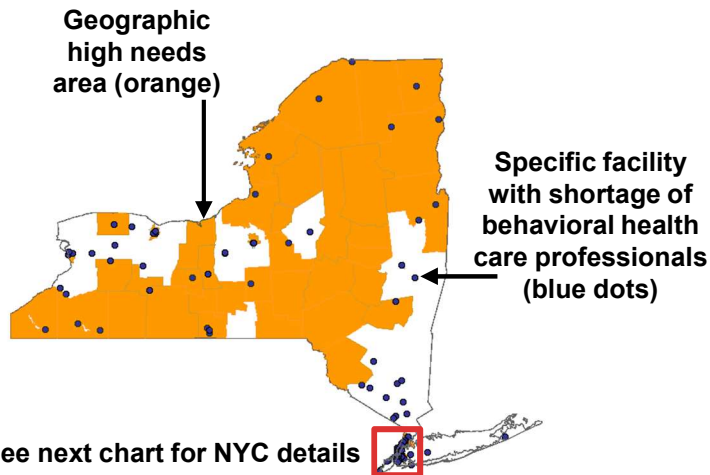 Geographic
high needs
area (orange)
Specific facility
with shortage of
behavioral health
care professionals
(blue dots)
ee next chart for NYC details